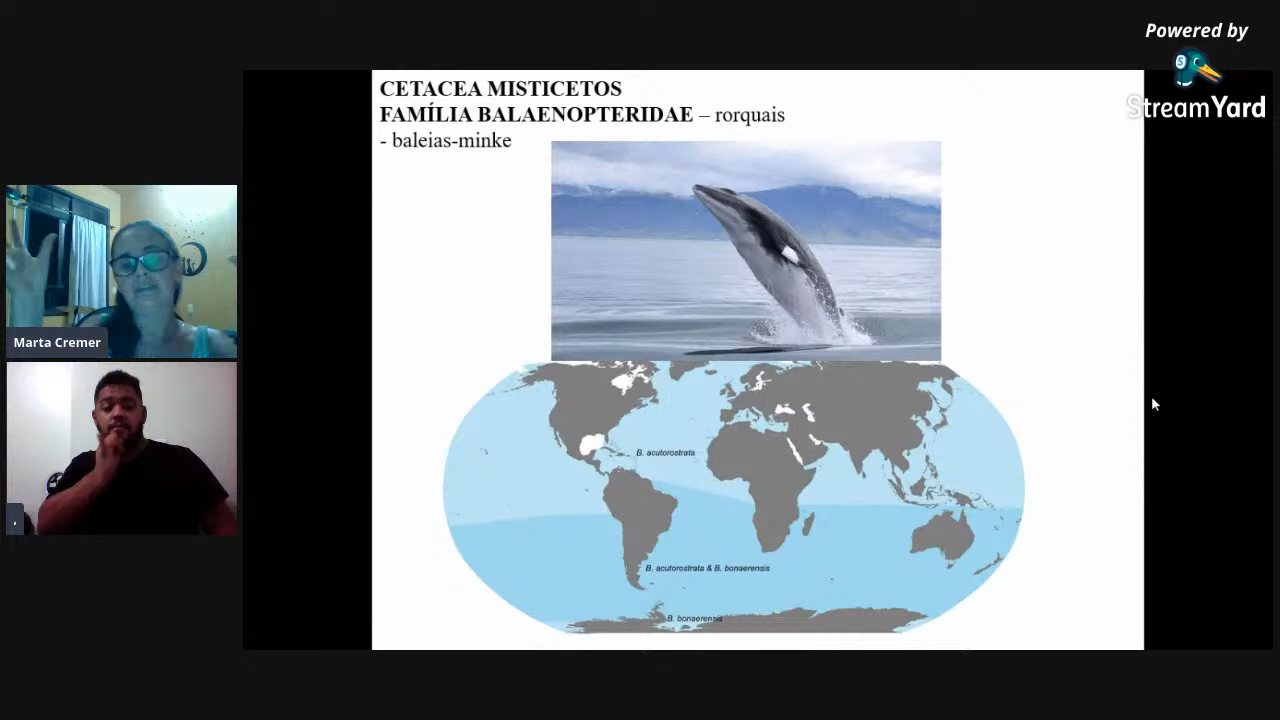 Powered by
StreamYard
CETACEA MISTICETOS
FAMÍLIA BALAENOPTERIDAE – rorquais
- baleias-minke
Marta Cremer
B. acutorostrata
B. acutorostrata & B. bonaerensis
B. bonaerensis
,